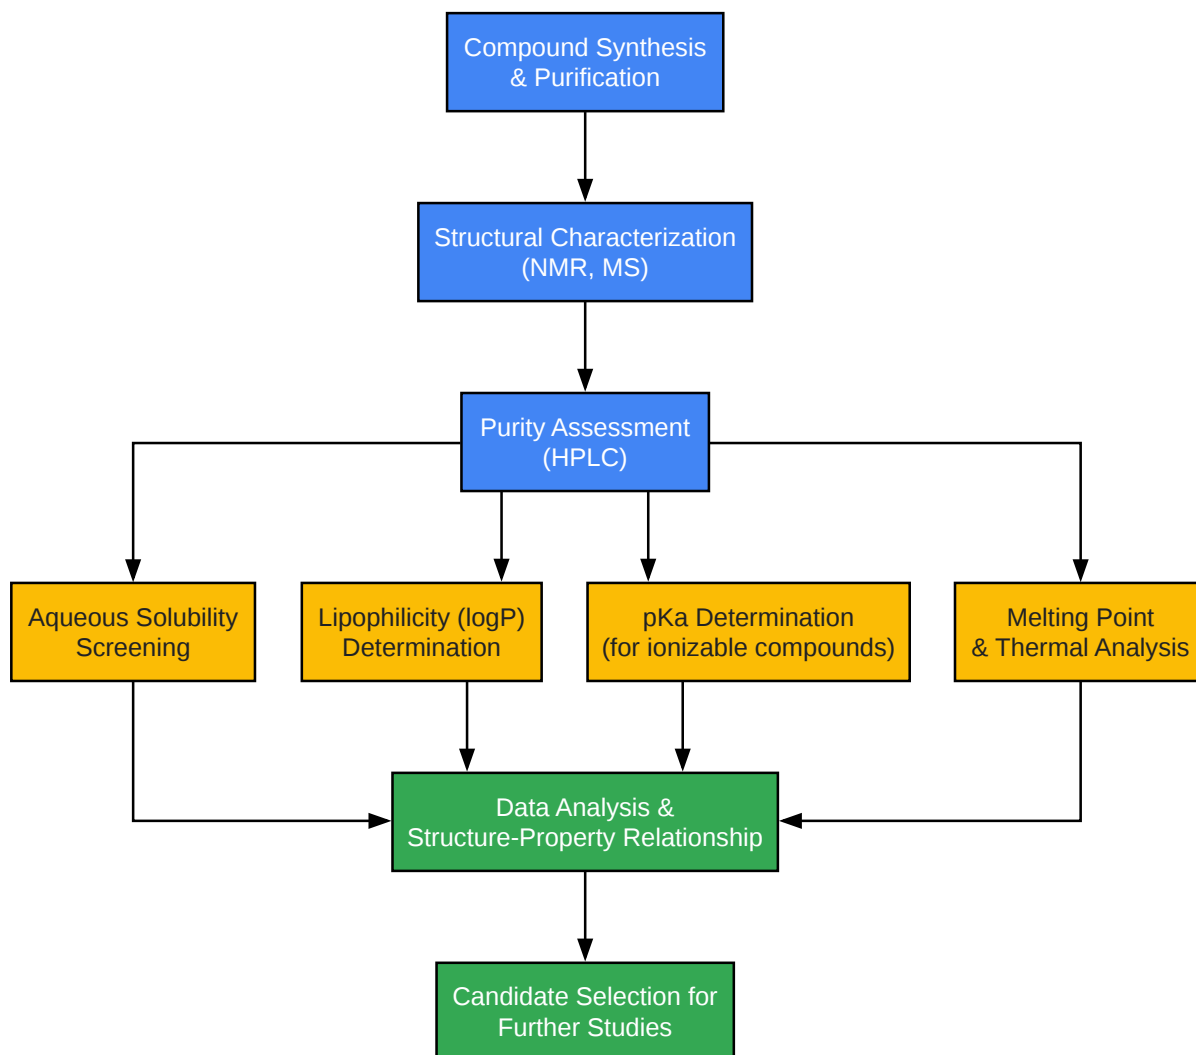 Compound Synthesis
& Purification
Structural Characterization
(NMR, MS)
Purity Assessment
(HPLC)
Aqueous Solubility
Screening
Lipophilicity (logP)
Determination
pKa Determination
(for ionizable compounds)
Melting Point
& Thermal Analysis
Data Analysis &
Structure-Property Relationship
Candidate Selection for
Further Studies